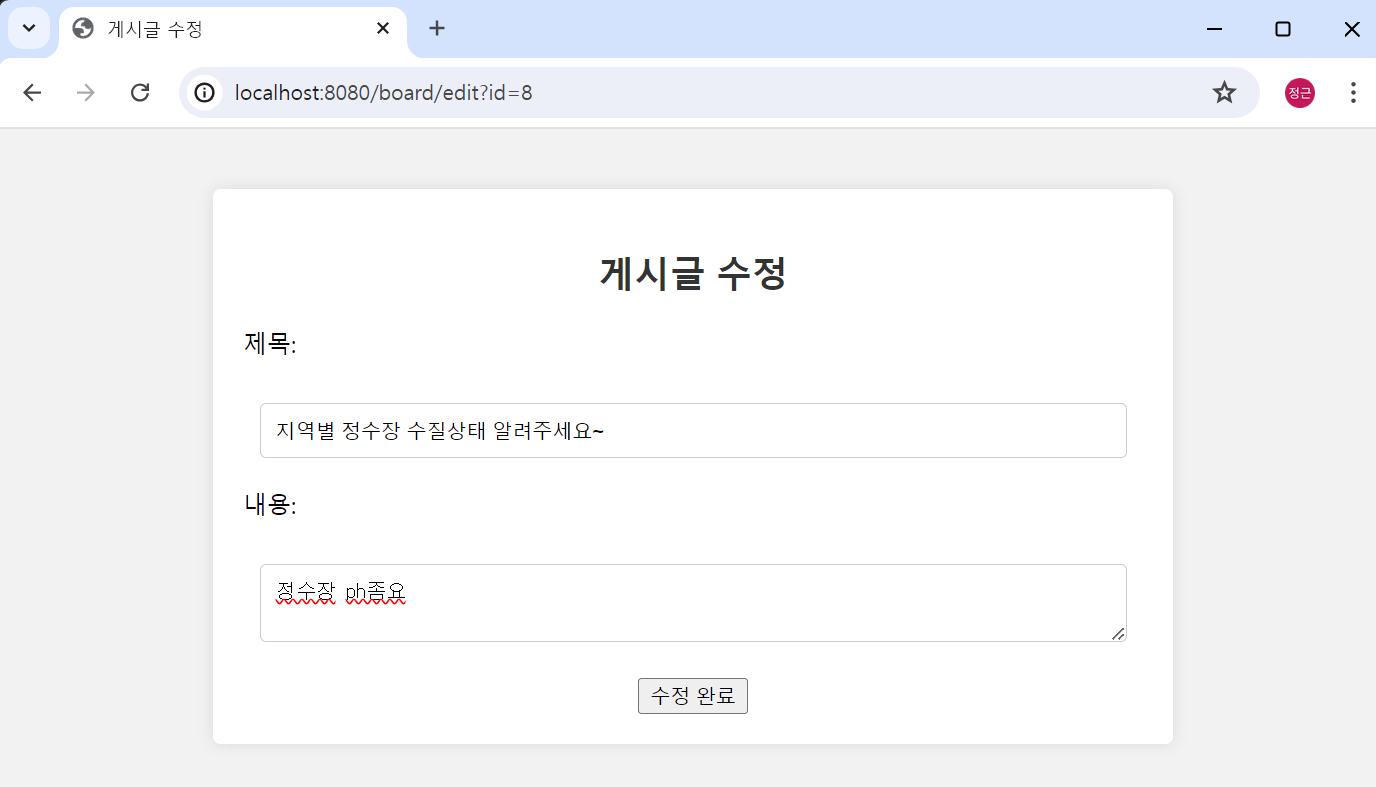 게시글 수정
localhost:8080/board/edit?id=8
정근
게시글 수정
제목:
지역별 정수장 수질상태 알려주세요~
내용:
정수장 ph좀요
수정 완료